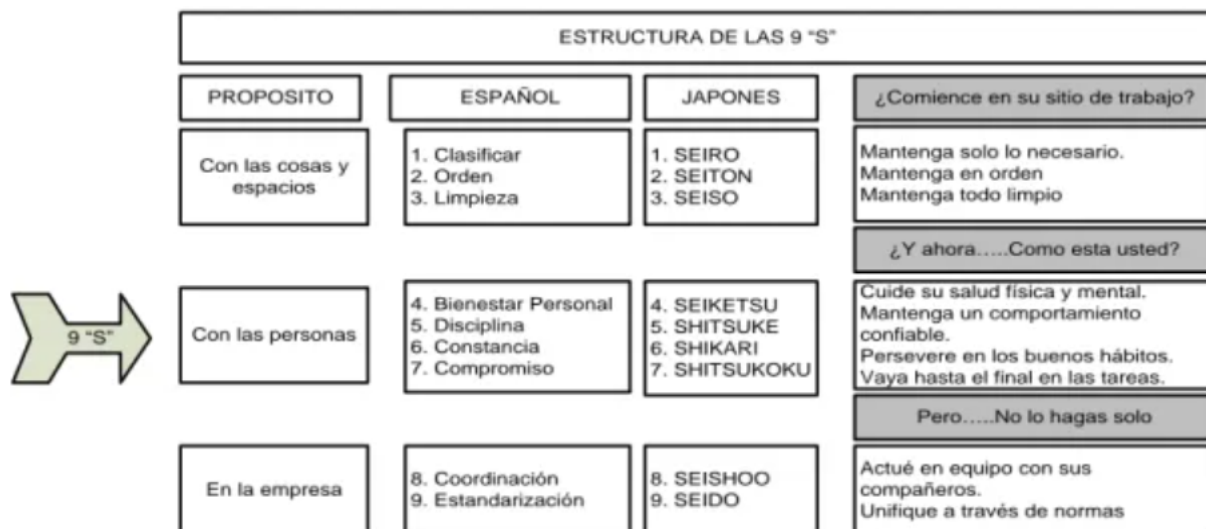 ESTRUCTURA DE LAS 9 “S”
PROPOSITO
ESPAÑOL
JAPONES
¿Comience en su sitio de trabajo?
Con las cosas y
espacios
1. Clasificar
2. Orden
3. Limpieza
1. SEIRO
2. SEITON
3. SEISO
Mantenga solo lo necesario.
Mantenga en orden
Mantenga todo limpio
¿Y ahora…..Como esta usted?
9 “S”
Con las personas
4. Bienestar Personal
5. Disciplina
6. Constancia
7. Compromiso
4. SEIKETSU
5. SHITSUKE
6. SHIKARI
7. SHITSUKOKU
Cuide su salud física y mental.
Mantenga un comportamiento
confiable.
Persevere en los buenos hábitos.
Vaya hasta el final en las tareas.
Pero…..No lo hagas solo
En la empresa
8. Coordinación
9. Estandarización
8. SEISHOO
9. SEIDO
Actué en equipo con sus
compañeros.
Unifique a través de normas